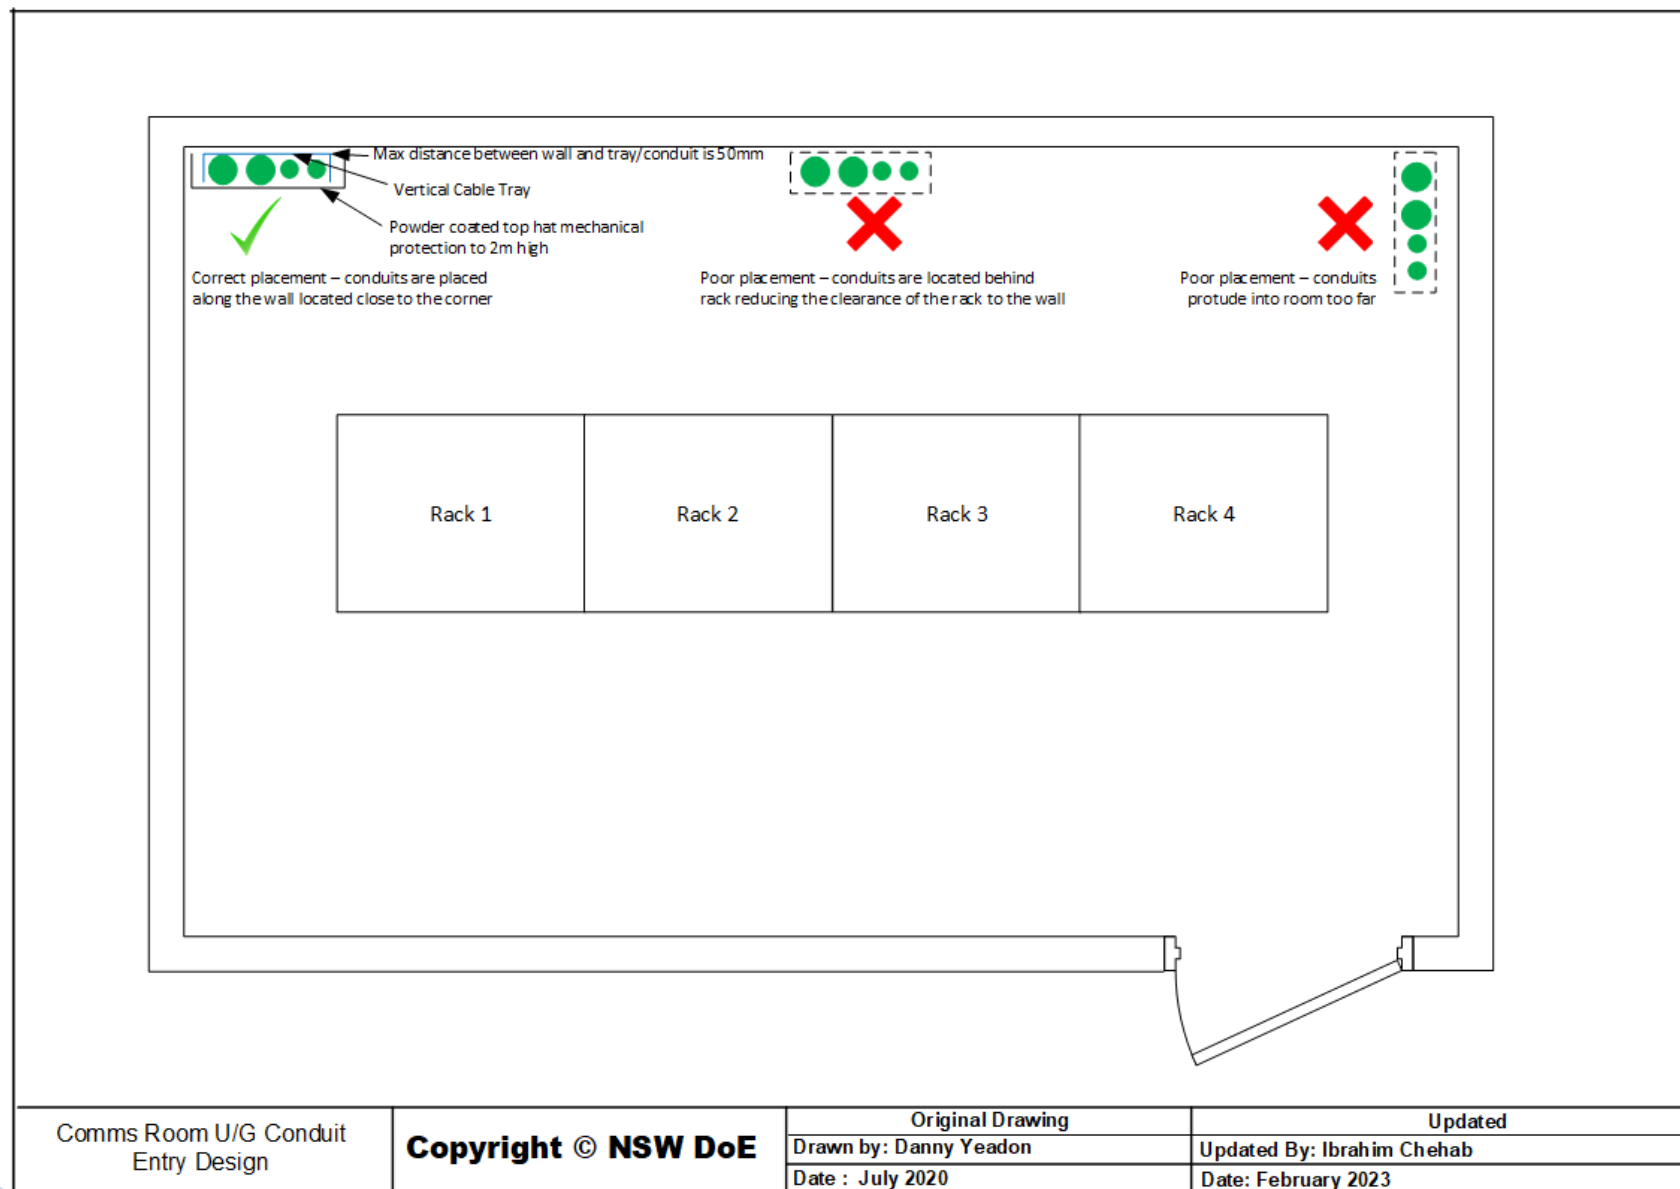 Max distance between wall and tray/conduit is 50mm
Vertical Cable Tray
Powder coated top hat mechanical
protection to 2m high
Correct placement – conduits are placed
along the wall located close to the corner
Poor placement – conduits are located behind
rack reducing the clearance of the rack to the wall
Poor placement – conduits
protude into room too far
Rack 1
Rack 2
Rack 3
Rack 4
Comms Room U/G Conduit
Entry Design
Copyright © NSW DoE
Original Drawing
Drawn by: Danny Yeadon
Date : July 2020
Updated
Updated By: Ibrahim Chehab
Date: February 2023